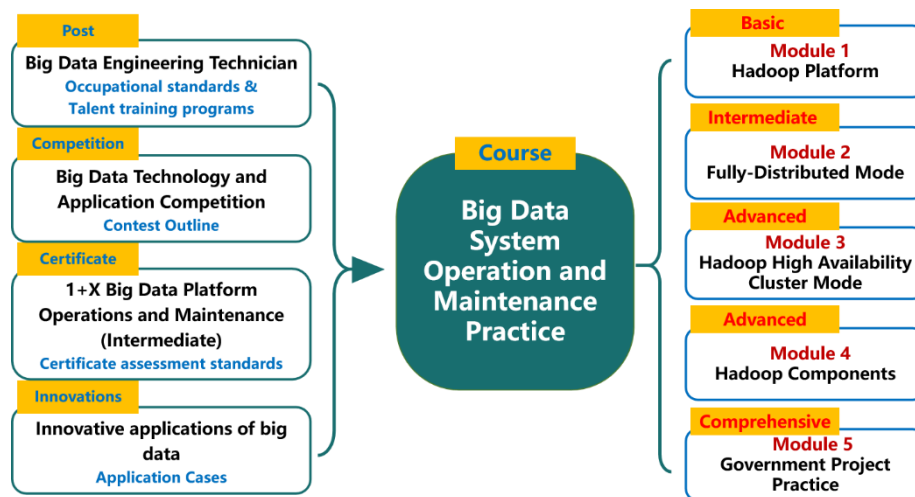 Post
Big Data Engineering Technician
Occupational standards &
Talent training programs
Competition
Big Data Technology and
Application Competition
Contest Outline
Certificate
1+X Big Data Platform
Operations and Maintenance
(Intermediate)
Certificate assessment standards
Innovations
Innovative applications of big
data
Application Cases
Course
Big Data
System
Operation and
Maintenance
Practice
Basic
Module 1
Hadoop Platform
Intermediate
Module 2
Fully-Distributed Mode
Advanced
Module 3
Hadoop High Availability
Cluster Mode
Advanced
Module 4
Hadoop Components
Comprehensive
Module 5
Government Project
Practice